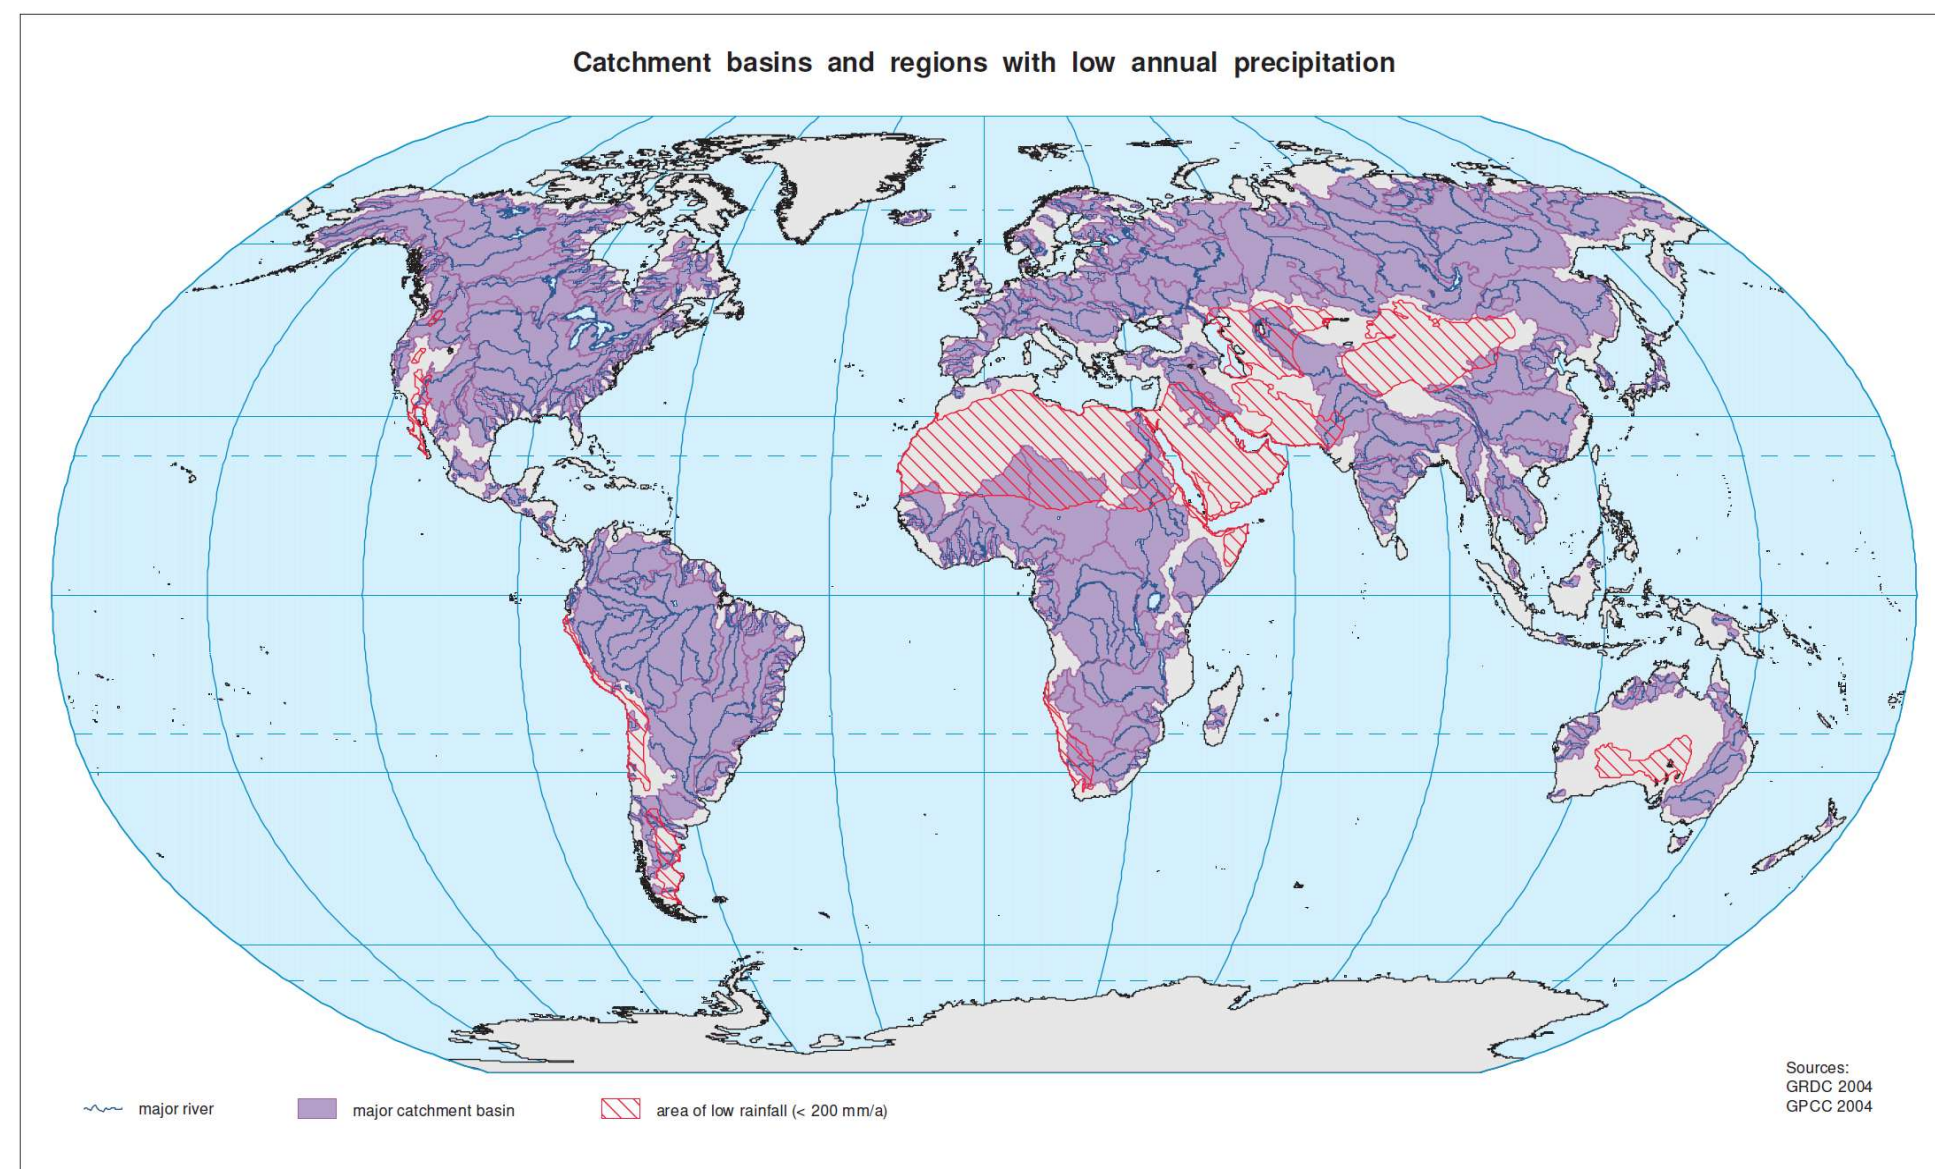 Catchment basins and regions with low annual precipitation
Sources:
GRDC 2004
GPCC 2004
major river
major catchment basin
area of low rainfall (< 200 mm/a)